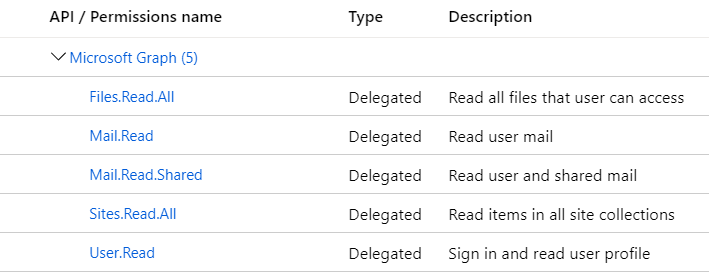 API / Permissions name Type Description
Microsoft Graph (5)
Files.Read.All Delegated Read all files that user can access
Mail.Read Delegated Read user mail
Mail.Read.Shared Delegated Read user and shared mail
Sites.Read.All Delegated Read items in all site collections
User.Read Delegated Sign in and read user profile